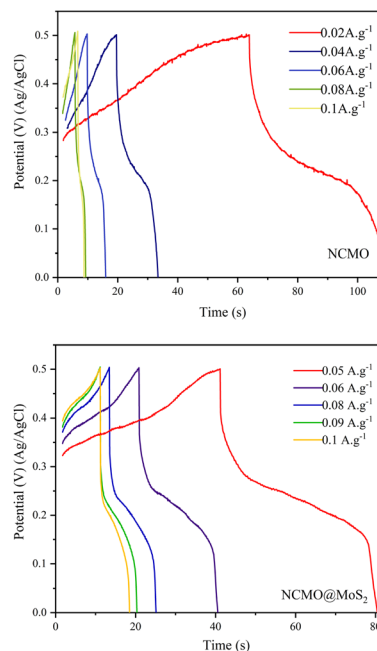 0.5
0.4
0.3
0.2
0.1
0.0
Potential (V) (Ag/AgCl)
0.02A.g-1
0.04A.g-1
0.06A.g-1
0.08A.g-1
0.1A.g-1
NCMO
0 20 40 60 80 100
Time (s)
0.5
0.4
0.3
0.2
0.1
0.0
Potential (V) (Ag/AgCl)
0.05 A.g-1
0.06 A.g-1
0.08 A.g-1
0.09 A.g-1
0.1 A.g-1
NCMO@MoS2
0 20 40 60 80
Time (s)